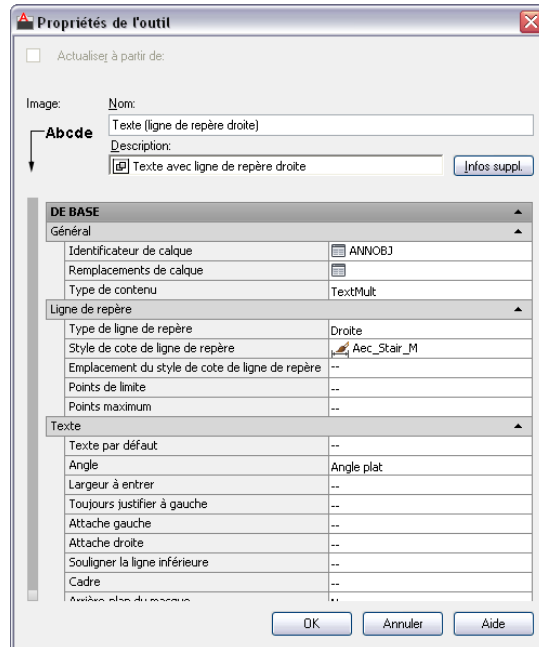 Propriétés de l'outil
Actualiser à partir de:
Image:
Nom:
Abcde
Texte (ligne de repère droite)
Description:
Texte avec ligne de repère droite
Infos suppl.
DE BASE
Général
Identificateur de calque ANNOBJ
Remplacements de calque
Type de contenu TextMult
Ligne de repère
Type de ligne de repère Droite
Style de cote de ligne de repère Aec_Stair_M
Emplacement du style de cote de ligne de repère --
Points de limite --
Points maximum --
Texte
Texte par défaut --
Angle Angle plat
Largeur à entrer --
Toujours justifier à gauche --
Attache gauche --
Attache droite --
Souligner la ligne inférieure --
Cadre --
Arrière-plan du masque
OK Annuler Aide